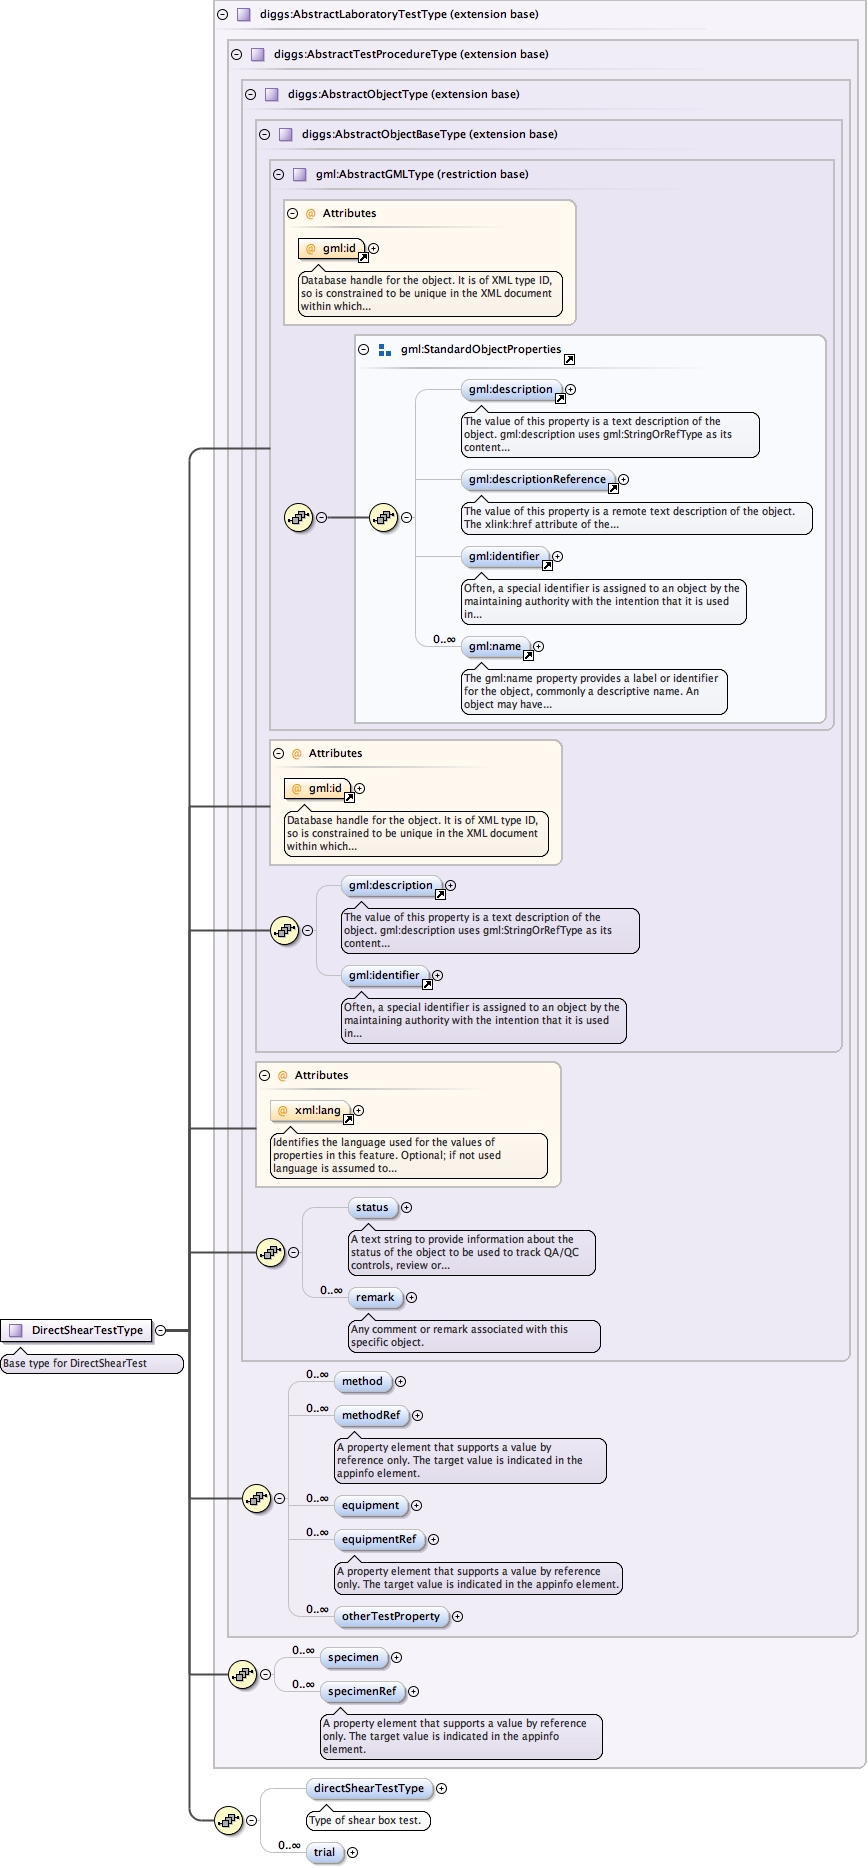 diggs:AbstractLaboratoryTestType (extension base)
diggs:AbstractTestProcedureType (extension base)
diggs:AbstractObjectType (extension base)
diggs:AbstractObjectBaseType (extension base)
gml:AbstractGMLType (restriction base)
@ Attributes
@ gml:id
Database handle for the object. It is of XML type ID,
so is constrained to be unique in the XML document
within which...
gml:StandardObjectProperties
gml:description
The value of this property is a text description of the
object. gml:description uses gml:StringOrRefType as its
content...
gml:descriptionReference
The value of this property is a remote text description of the object.
The xlink:href attribute of the...
gml:identifier
Often, a special identifier is assigned to an object by the
maintaining authority with the intention that it is used
in...
0..∞
gml:name
The gml:name property provides a label or identifier
for the object, commonly a descriptive name. An
object may have...
@ Attributes
@ gml:id
Database handle for the object. It is of XML type ID,
so is constrained to be unique in the XML document
within which...
gml:description
The value of this property is a text description of the
object. gml:description uses gml:StringOrRefType as its
content...
gml:identifier
Often, a special identifier is assigned to an object by the
maintaining authority with the intention that it is used
in...
@ Attributes
@ xml:lang
Identifies the language used for the values of
properties in this feature. Optional; if not used
language is assumed to...
status
A text string to provide information about the
status of the object to be used to track QA/QC
controls, review or...
0..∞
remark
Any comment or remark associated with this
specific object.
DirectShearTestType
Base type for DirectShearTest
0..∞
method
0..∞
methodRef
A property element that supports a value by
reference only. The target value is indicated in the
appinfo element.
0..∞
equipment
0..∞
equipmentRef
A property element that supports a value by reference
only. The target value is indicated in the appinfo element.
0..∞
otherTestProperty
0..∞
specimen
0..∞
specimenRef
A property element that supports a value by reference
only. The target value is indicated in the appinfo
element.
directShearTestType
Type of shear box test.
0..∞
trial